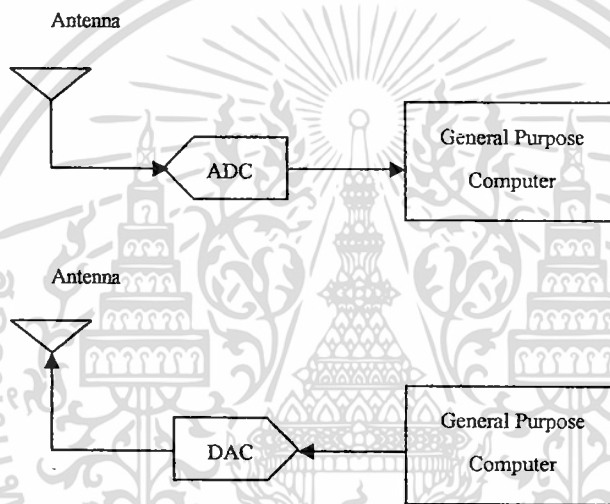 Antenna
ADC
General Purpose
Computer
Antenna
DAC
General Purpose
Computer